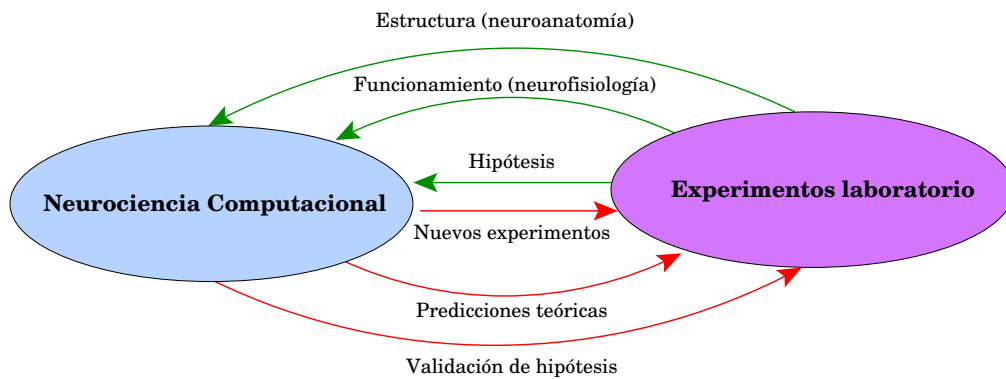 Estructura (neuroanatomía)
Funcionamiento (neurofisiología)
Hipótesis
Neurociencia Computacional
Experimentos laboratorio
Nuevos experimentos
Predicciones teóricas
Validación de hipótesis